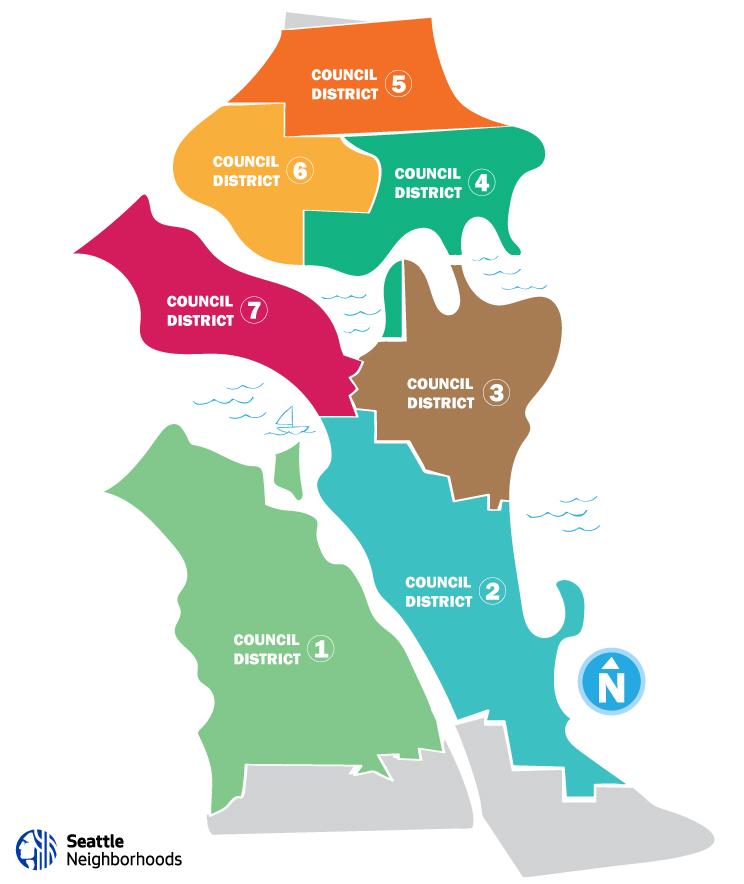 COUNCIL
DISTRICT 5
COUNCIL
DISTRICT 6
COUNCIL
DISTRICT 4
COUNCIL
DISTRICT 7
COUNCIL
DISTRICT 3
COUNCIL
DISTRICT 2
COUNCIL
DISTRICT 1
N
Seattle
Neighborhoods